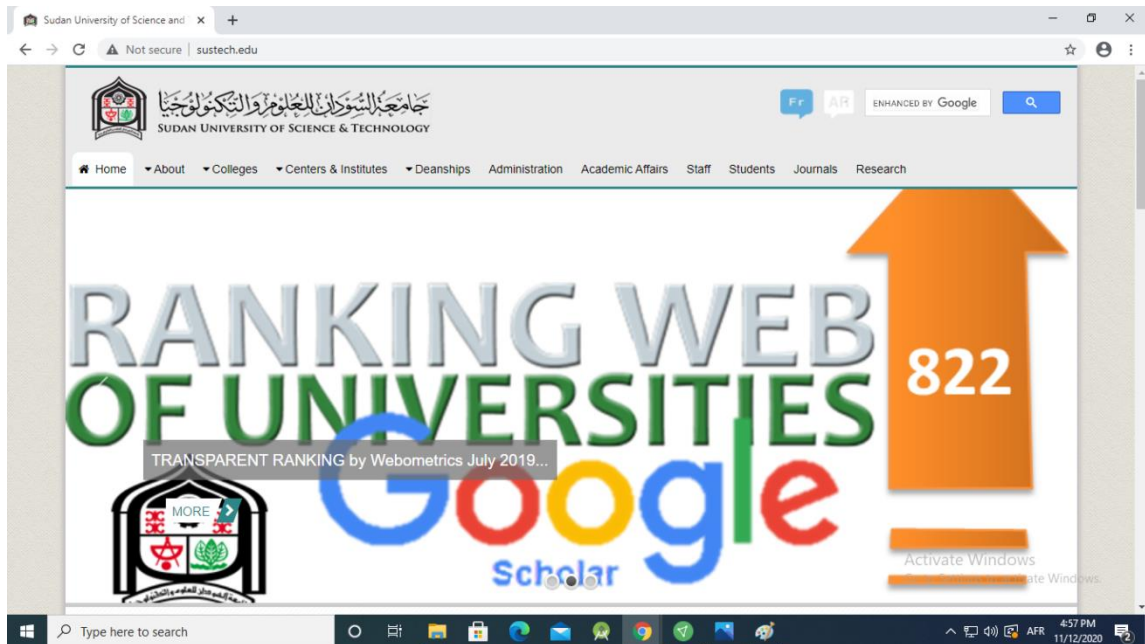 Sudan University of Science and
Not secure | sustech.edu
جامعة السودان للعلوم والتكنولوجيا
SUDAN UNIVERSITY OF SCIENCE & TECHNOLOGY
Fr AR ENHANCED BY Google
Home About Colleges Centers & Institutes Deanships Administration Academic Affairs Staff Students Journals Research
RANKING WEB
OF UNIVERSITIES
822
TRANSPARENT RANKING by Webometrics July 2019...
MORE
Google
Scholar
Activate Windows
Type here to search
AFR
4:57 PM
11/12/2020